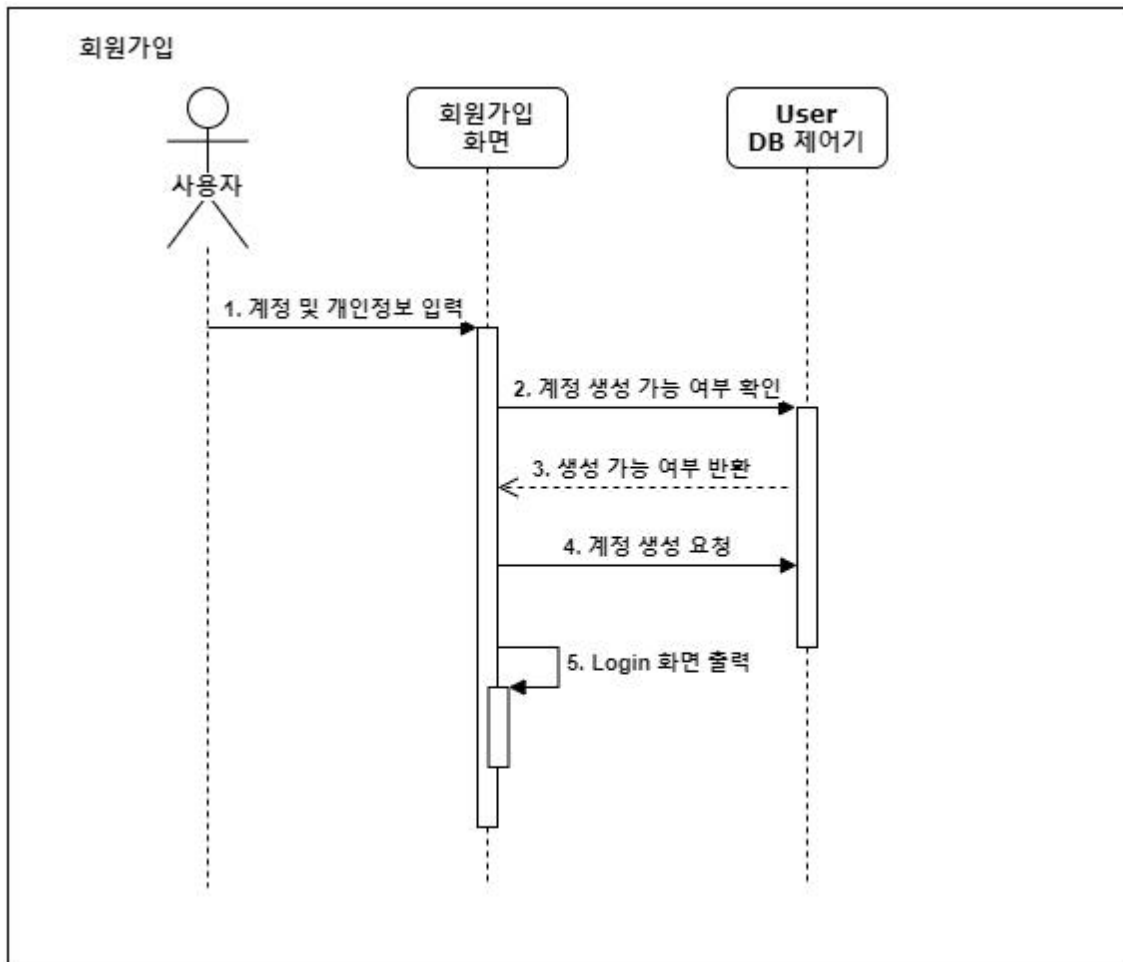 회원가입
회원가입
화면
User
DB 제어기
사용자
1. 계정 및 개인정보 입력
2. 계정 생성 가능 여부 확인
3. 생성 가능 여부 반환
4. 계정 생성 요청
5. Login 화면 출력